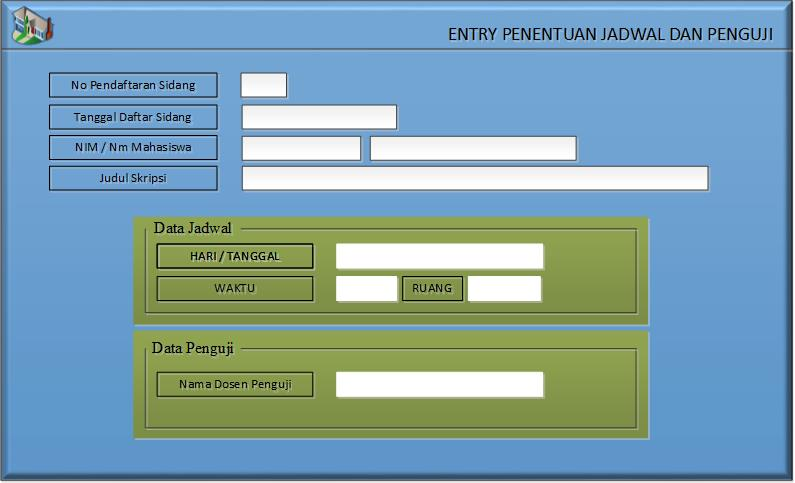 ENTRY PENENTUAN JADWAL DAN PENGUJI
No Pendaftaran Sidang
Tanggal Daftar Sidang
NIM / Nm Mahasiswa
Judul Skripsi
Data Jadwal
HARI / TANGGAL
WAKTU RUANG
Data Penguji
Nama Dosen Penguji